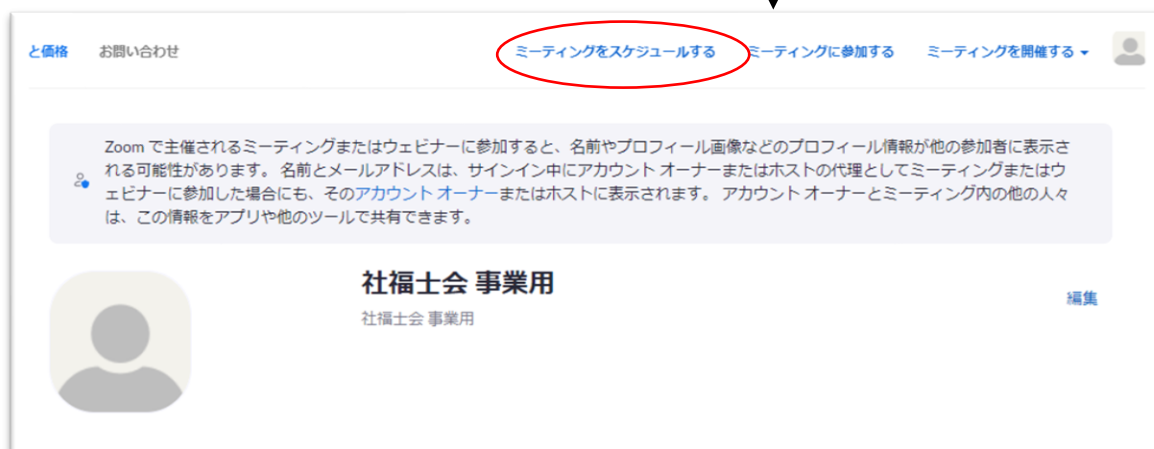 と価格 お問い合わせ ミーティングをスケジュールする ミーティングに参加する ミーティングを開催する
Zoom で主催されるミーティングまたはウェビナーに参加すると、名前やプロフィール画像などのプロフィール情報が他の参加者に表示さ
れる可能性があります。 名前とメールアドレスは、サインイン中にアカウント オーナーまたはホストの代理としてミーティングまたはウ
ェビナーに参加した場合にも、そのアカウント オーナーまたはホストに表示されます。 アカウント オーナーとミーティング内の他の人々
は、この情報をアプリや他のツールで共有できます。
社福士会 事業用
編集
社福士会 事業用